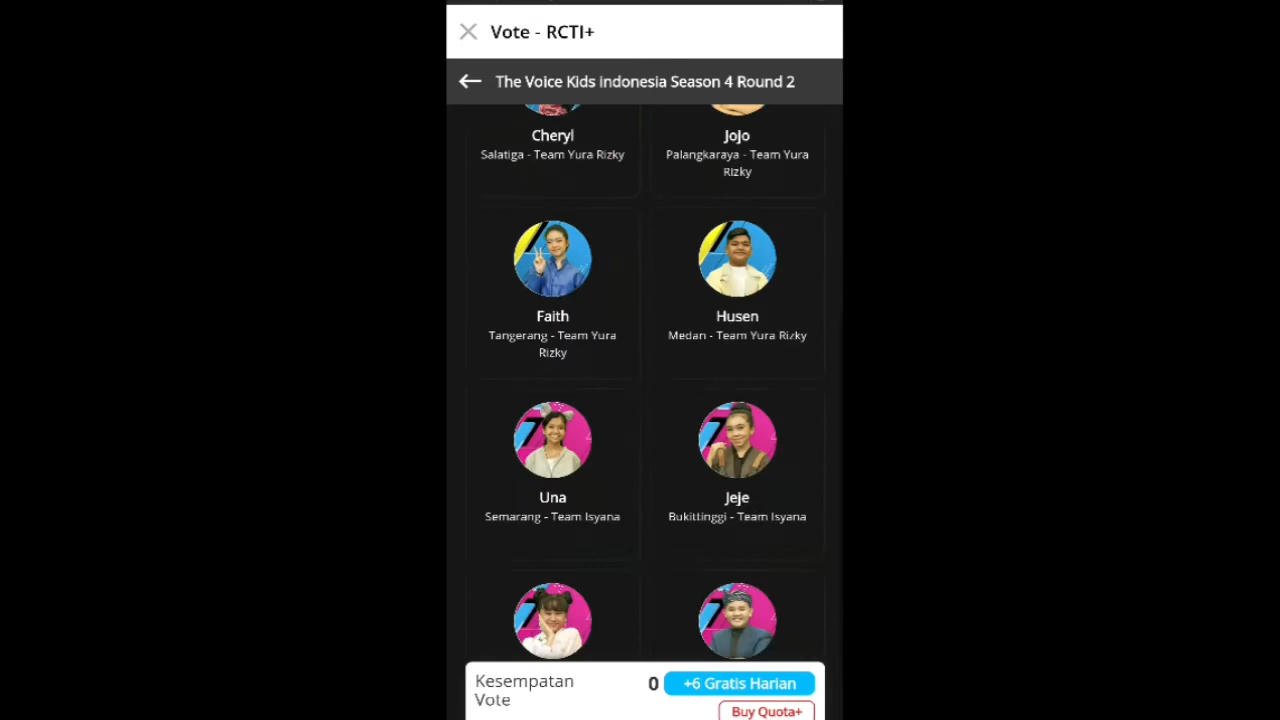 Vote - RCTI+
The Voice Kids Indonesia Season 4 Round 2
Cheryl
Salatiga - Team Yura Rizky
JoJo
Palangkaraya - Team Yura
Rizky
Faith
Tangerang - Team Yura
Rizky
Husen
Medan - Team Yura Rizky
Una
Semarang - Team Isyana
Jeje
Bukittinggi - Team Isyana
Kesempatan
Vote
0
+6 Gratis Harian
Buy Quota+